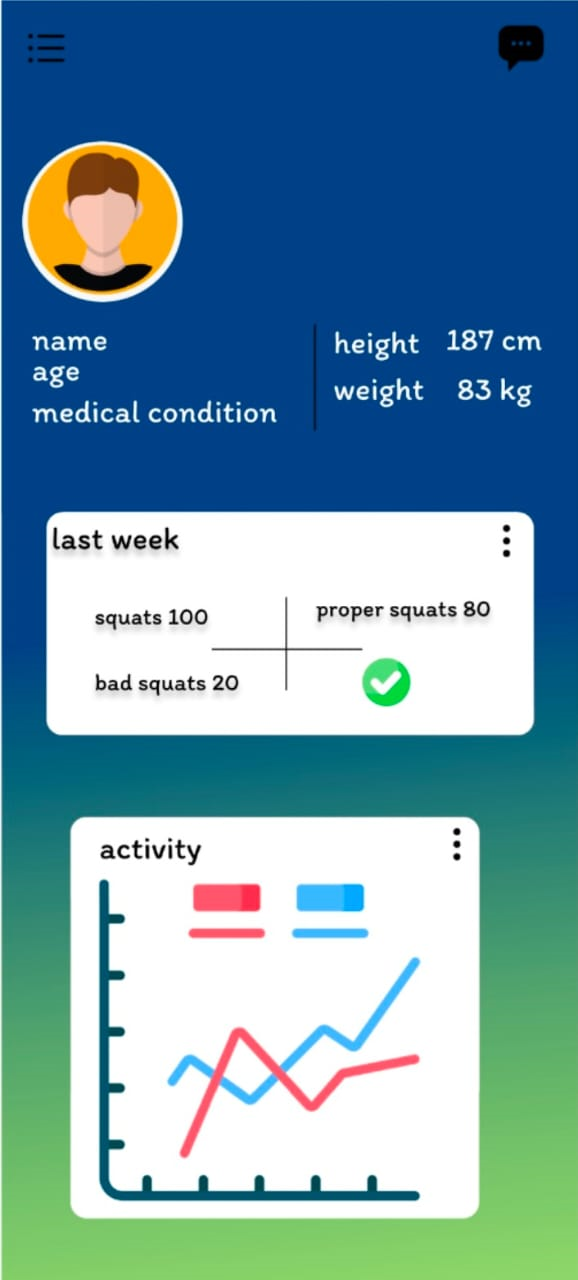 name
age
medical condition
height 187 cm
weight 83 kg
last week
squats 100
proper squats 80
bad squats 20
activity